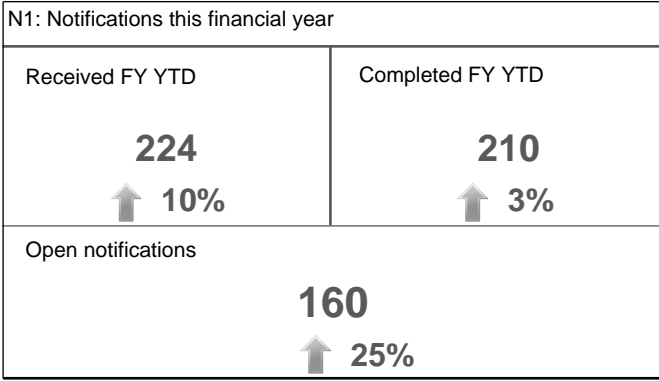 N1: Notifications this financial year
Received FY YTD
224
10%
Completed FY YTD
210
3%
Open notifications
160
25%